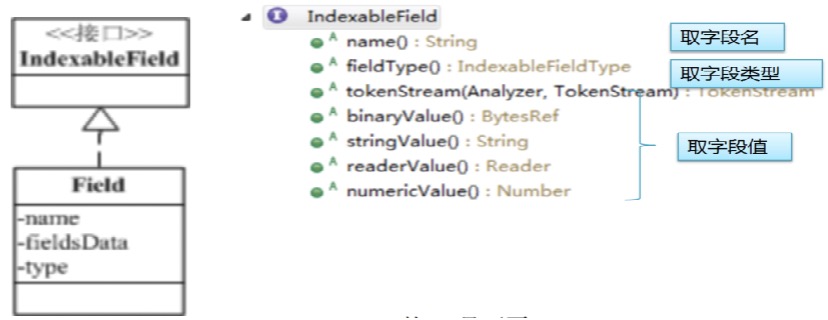 <<接口>>
IndexableField
Field
-name
-fieldsData
-type
IndexableField
A name() : String
取字段名
A fieldType() : IndexableFieldType
取字段类型
A tokenStream(Analyzer, TokenStream) : TokenStream
A binaryValue() : BytesRef
A stringValue() : String
取字段值
A readerValue() : Reader
A numericValue() : Number